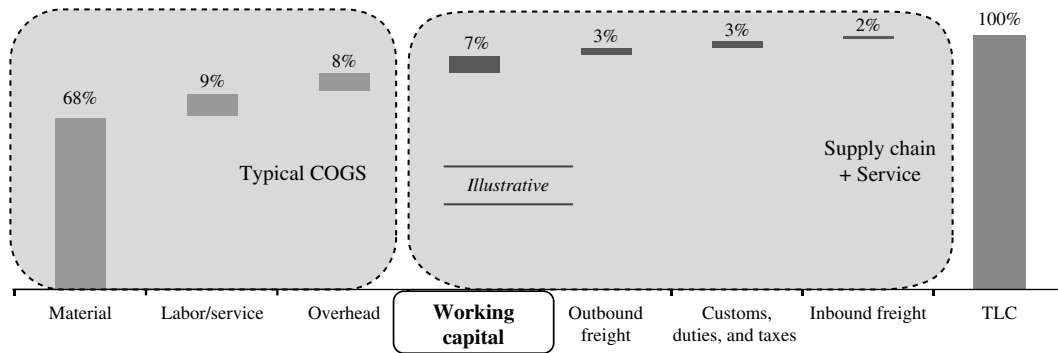 68%
9%
8%
7%
3%
3%
2%
100%
Typical COGS
Illustrative
Supply chain
+ Service
Material
Labor/service
Overhead
Working
capital
Outbound
freight
Customs,
duties, and taxes
Inbound freight
TLC